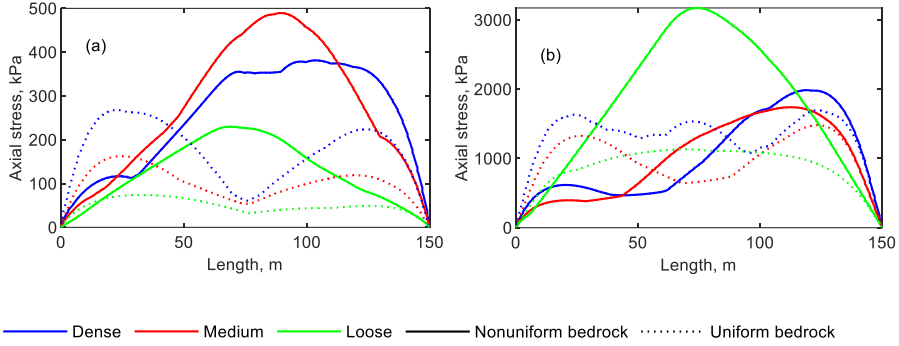 (a)
Axial stress, kPa
500
400
300
200
100
0
0 50 100 150
Length, m
(b)
Axial stress, kPa
3000
2000
1000
0
0 50 100 150
Length, m
Dense Medium Loose Nonuniform bedrock Uniform bedrock